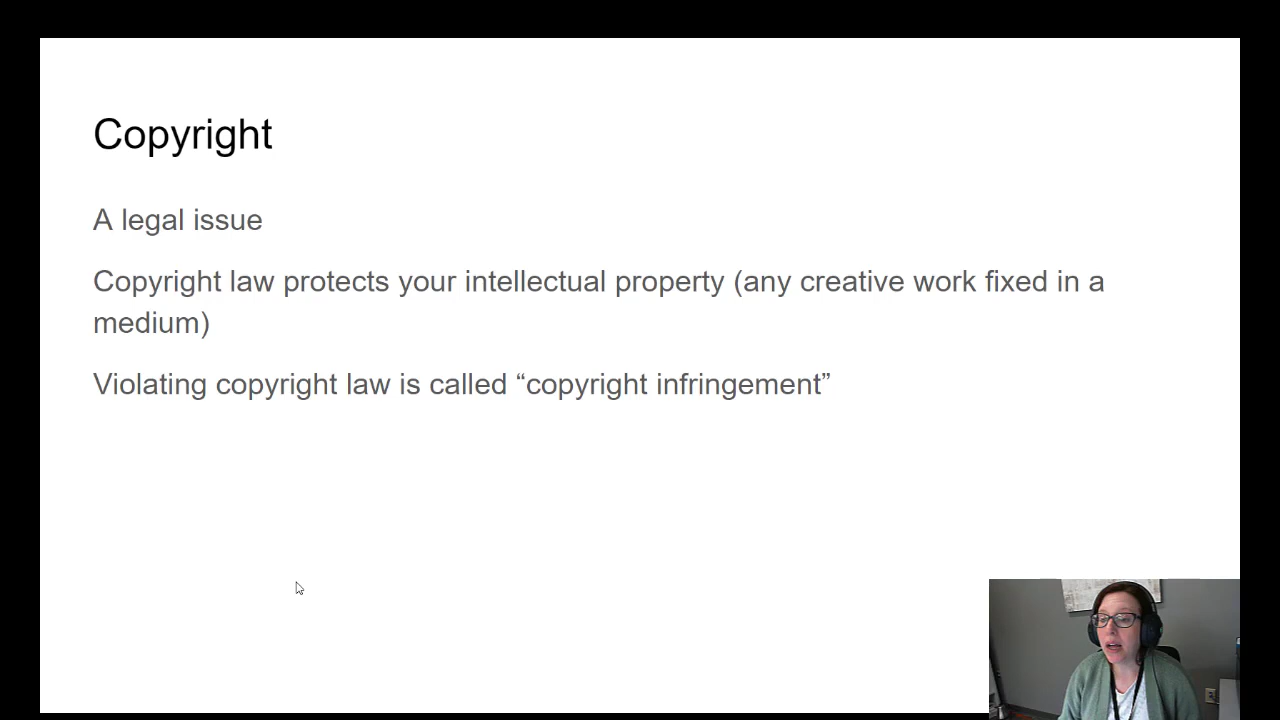 Copyright
A legal issue
Copyright law protects your intellectual property (any creative work fixed in a
medium)
Violating copyright law is called “copyright infringement”